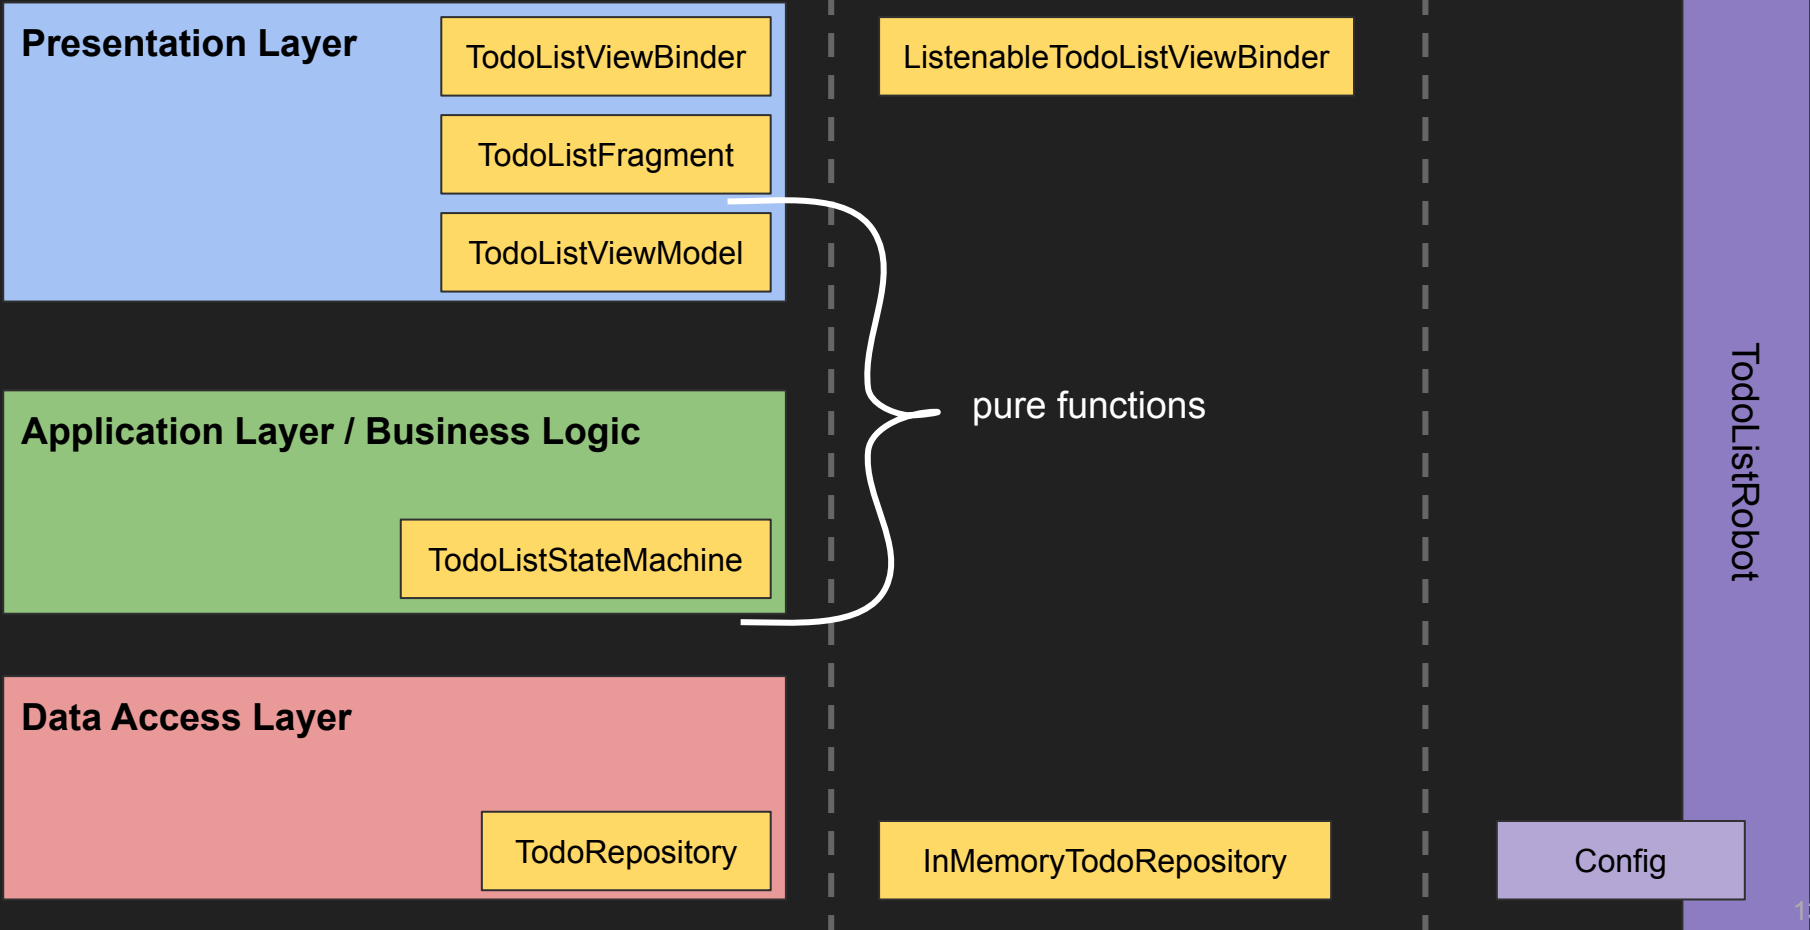 Presentation Layer
TodoListViewBinder
TodoListFragment
TodoListViewModel
ListenableTodoListViewBinder
Application Layer / Business Logic
TodoListStateMachine
pure functions
Data Access Layer
TodoRepository
InMemoryTodoRepository
Config
TodoListRobot